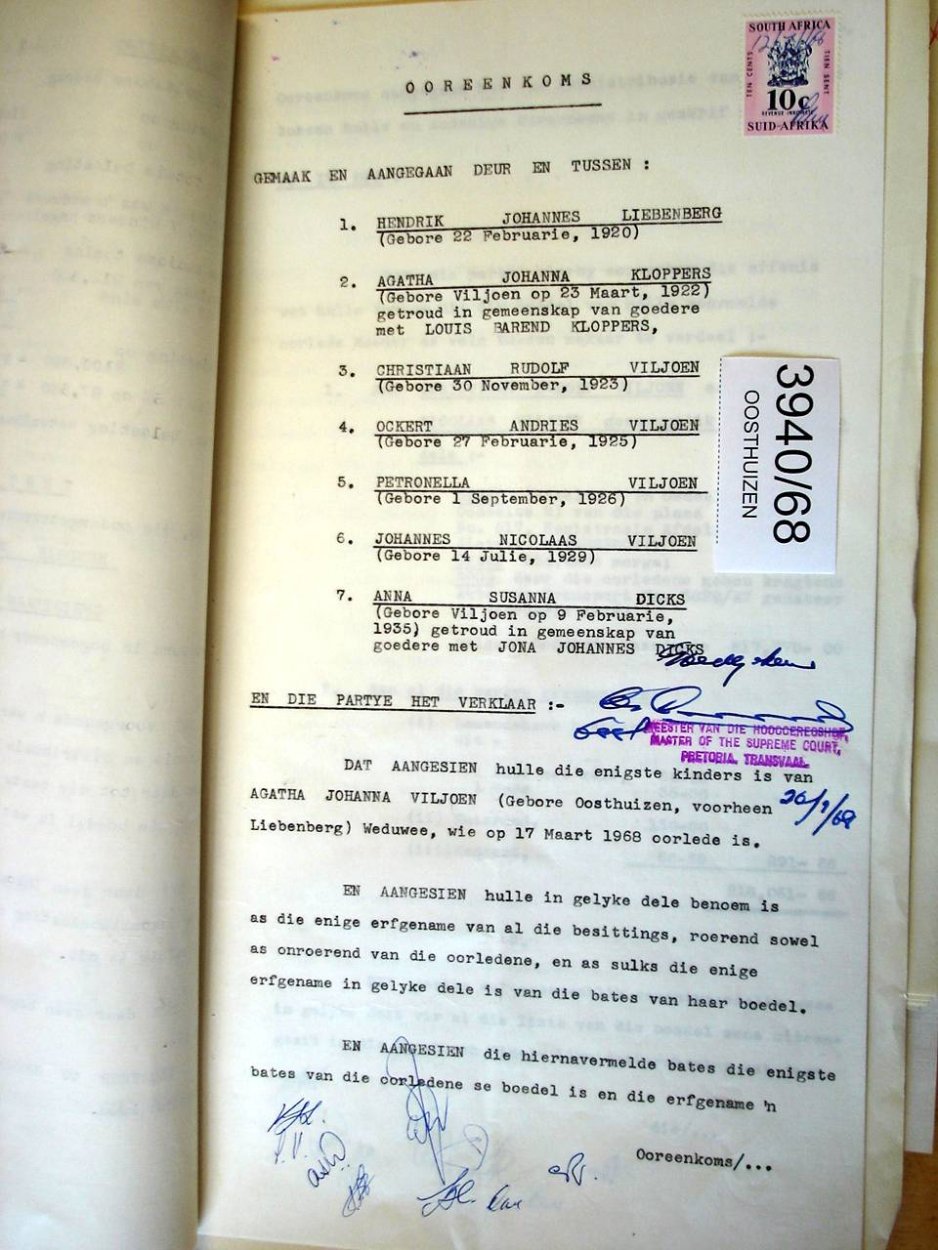 SOUTH AFRICA
TEN CENTS
TIEN SENT
10c
REVENUE INKOMSTE
SUID-AFRIKA
OOREENKOMS
GEMAAK EN AANGEGAAN DEUR EN TUSSEN :
1. HENDRIK JOHANNES LIEBENBERG
(Gebore 22 Februarie, 1920)
2. AGATHA JOHANNA KLOPPERS
(Gebore Viljoen op 23 Maart, 1922)
getroud in gemeenskap van goedere
met LOUIS BAREND KLOPPERS,
3. CHRISTIAAN RUDOLF VILJOEN
(Gebore 30 November, 1923)
4. OCKERT ANDRIES VILJOEN
(Gebore 27 Februarie, 1925)
5. PETRONELLA VILJOEN
(Gebore 1 September, 1926)
6. JOHANNES NICOLAAS VILJOEN
(Gebore 14 Julie, 1929)
7. ANNA SUSANNA DICKS
(Gebore Viljoen op 9 Februarie,
1935) getroud in gemeenskap van
goedere met JONA JOHANNES DICKS
3940/68
OOSTHUIZEN
Goedgekeur
EN DIE PARTYE HET VERKLAAR :-
MEESTER VAN DIE HOOGGEREGSHOF,
MASTER OF THE SUPREME COURT,
PRETORIA. TRANSVAAL.
DAT AANGESIEN hulle die enigste kinders is van
AGATHA JOHANNA VILJOEN (Gebore Oosthuizen, voorheen
Liebenberg) Weduwee, wie op 17 Maart 1968 oorlede is.
EN AANGESIEN hulle in gelyke dele benoem is
as die enige erfgename van al die besittings, roerend sowel
as onroerend van die oorledene, en as sulks die enige
erfgename in gelyke dele is van die bates van haar boedel.
EN AANGESIEN die hiernavermelde bates die enigste
bates van die oorledene se boedel is en die erfgename 'n
Ooreenkoms/...